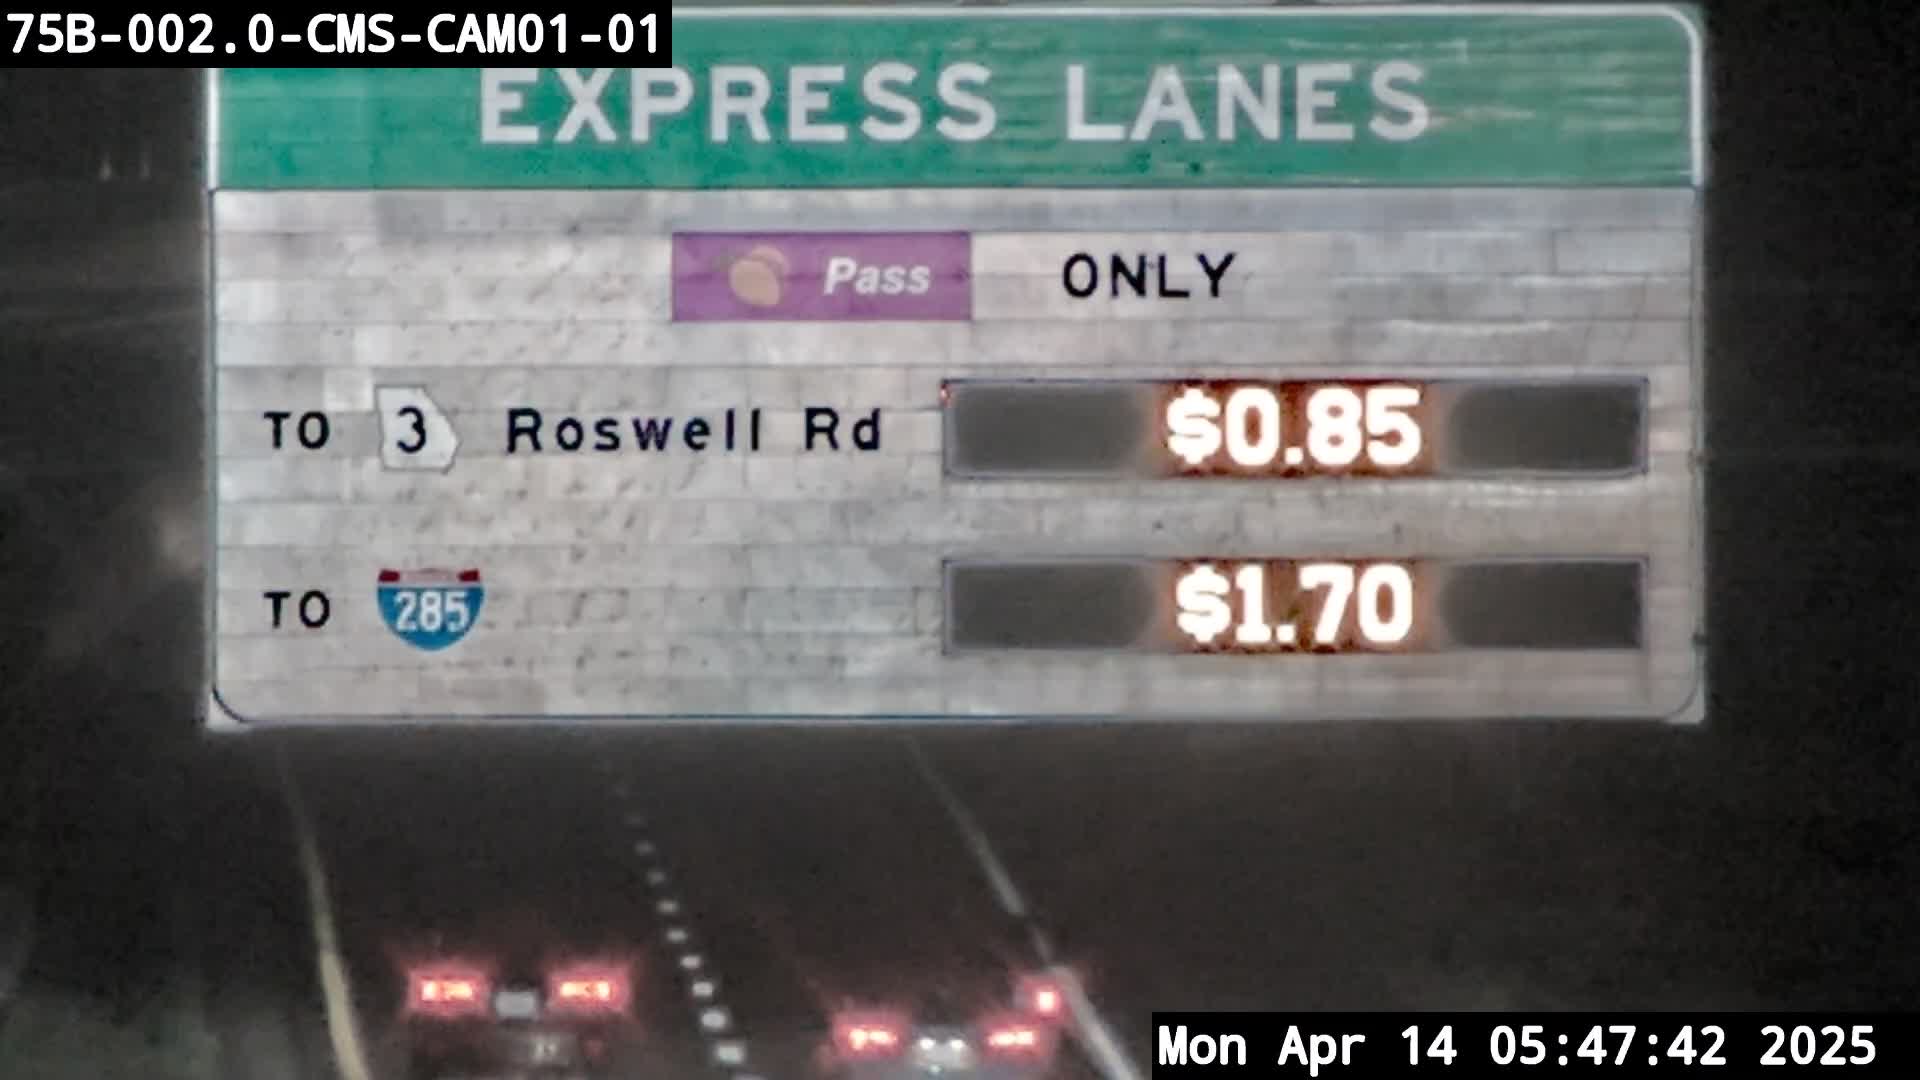 75B-002.0-CMS-CAM01-01
EXPRESS LANES
Pass ONLY
TO 3 Roswell Rd $0.85
TO 285 $1.70
Mon Apr 14 05:47:42 2025